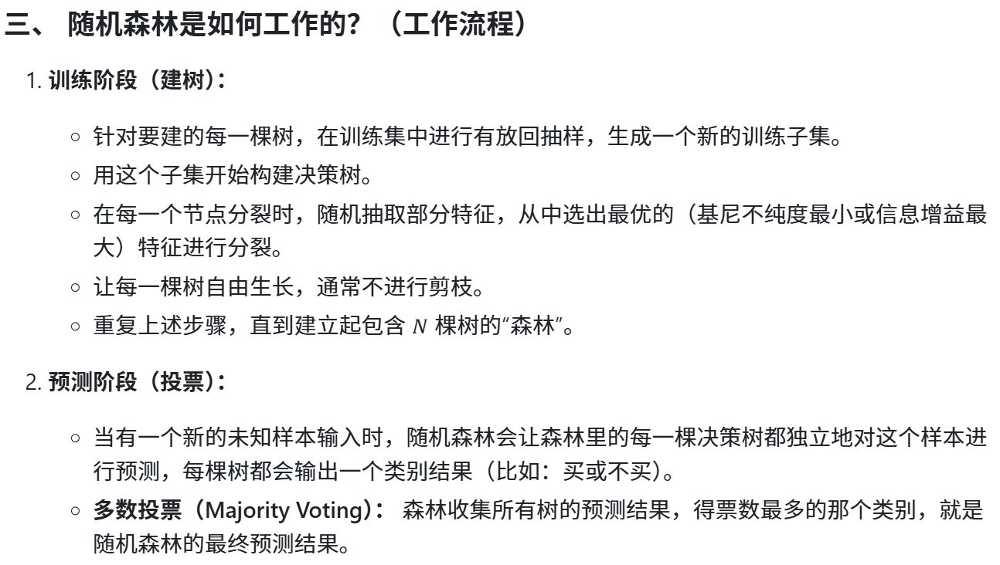 三、 随机森林是如何工作的？（工作流程）
1. 训练阶段（建树）：
○ 针对要建的每一棵树，在训练集中进行有放回抽样，生成一个新的训练子集。
○ 用这个子集开始构建决策树。
○ 在每一个节点分裂时，随机抽取部分特征，从中选出最优的（基尼不纯度最小或信息增益最
大）特征进行分裂。
○ 让每一棵树自由生长，通常不进行剪枝。
○ 重复上述步骤，直到建立起包含 N 棵树的“森林”。
2. 预测阶段（投票）：
○ 当有一个新的未知样本输入时，随机森林会让森林里的每一棵决策树都独立地对这个样本进
行预测，每棵树都会输出一个类别结果（比如：买或不买）。
○ 多数投票（Majority Voting）： 森林收集所有树的预测结果，得票数最多的那个类别，就是
随机森林的最终预测结果。